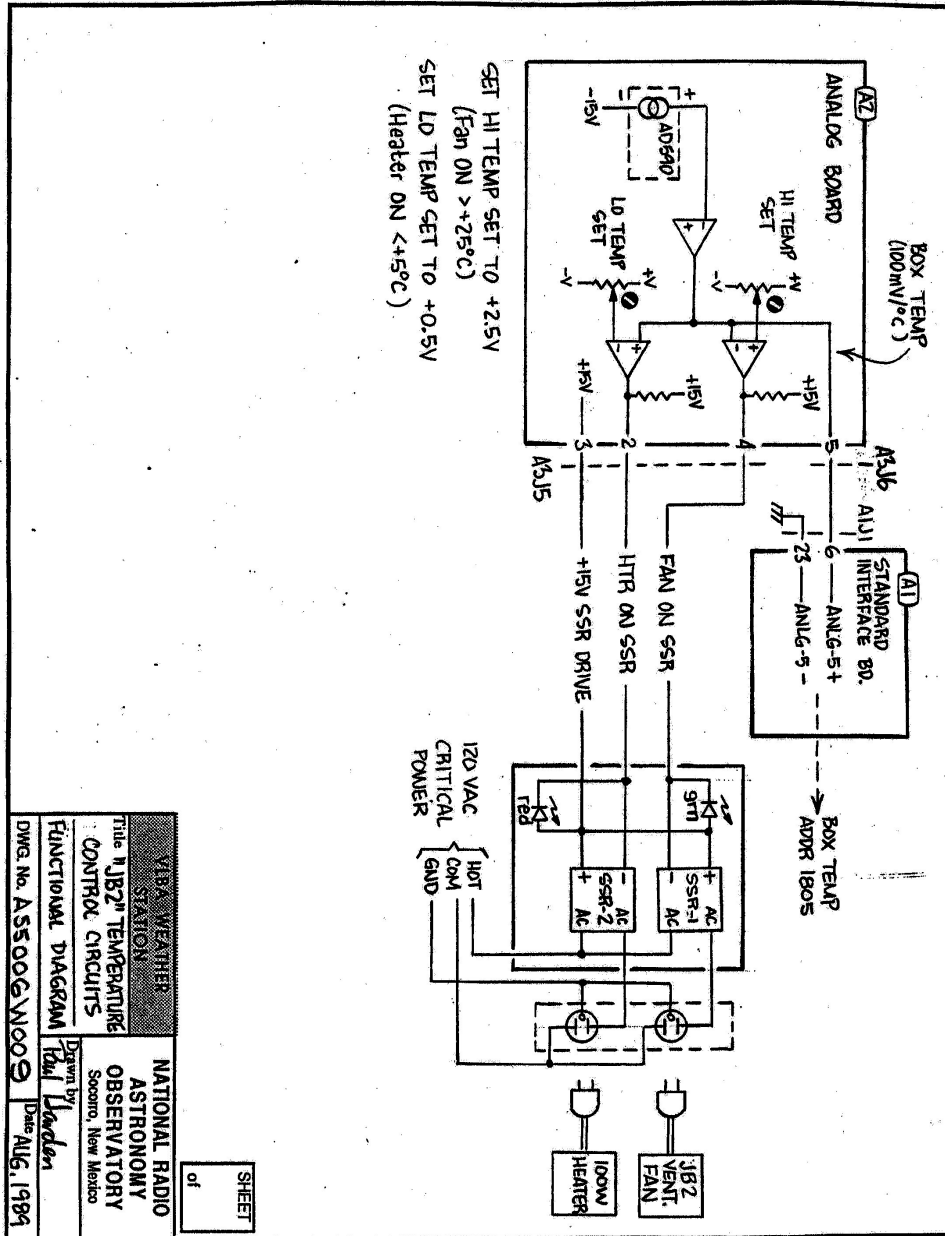 A2
ANALOG BOARD
BOX TEMP
(100mV/°C)
AD590
+
-
-15V
HI TEMP
SET
+V
-V
LO TEMP
SET
+V
-V
-
+
+
-
+
-
+15V
+15V
+15V
5
4
2
3
A3J6
A3J5
A1J1
A1
STANDARD
INTERFACE BD.
6
ANLG-5+
23
ANLG-5-
BOX TEMP
ADDR 1805
FAN ON SSR
HTR ON SSR
+15V SSR DRIVE
grn
red
+ AC
SSR-1
- AC
- AC
SSR-2
+ AC
120 VAC
CRITICAL
POWER
HOT
COM
GND
JB2
VENT.
FAN
100W
HEATER
SET HI TEMP SET TO +2.5V
(Fan ON >+25°C)
SET LO TEMP SET TO +0.5V
(Heater ON <+5°C)
SHEET
of
VLBA WEATHER
STATION
Title "JB2" TEMPERATURE
CONTROL CIRCUITS
FUNCTIONAL DIAGRAM
NATIONAL RADIO
ASTRONOMY
OBSERVATORY
Socorro, New Mexico
Drawn by
Paul Harden
DWG. No. A55006W009
Date AUG, 1989